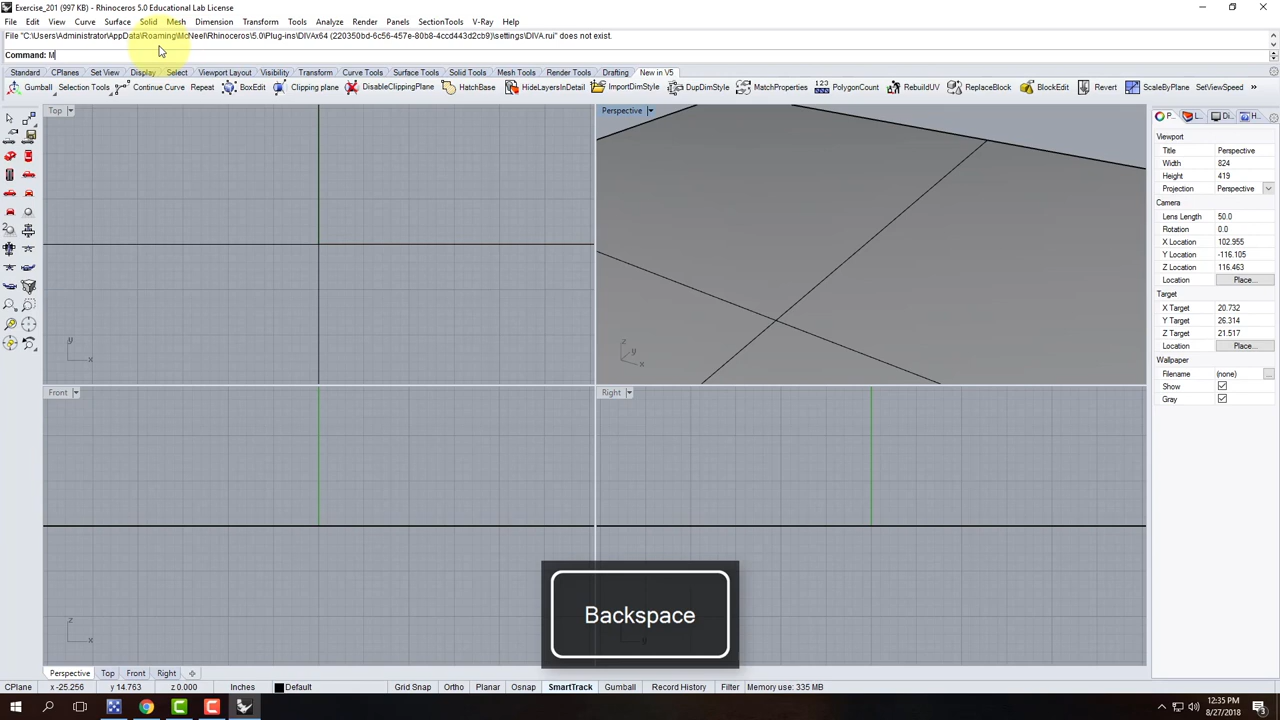 Exercise_201 (997 KB) - Rhinoceros 5.0 Educational Lab License
File Edit View Curve Surface Solid Mesh Dimension Transform Tools Analyze Render Panels SectionTools V-Ray Help
File "C:\Users\Administrator\AppData\Roaming\McNeel\Rhinoceros\5.0\Plug-ins\DIVAx64 (220350bd-6c56-457e-80b8-4ccd443d2cb9)\settings\DIVA.rui" does not exist.
Command: M
Standard CPlanes Set View Display Select Viewport Layout Visibility Transform Curve Tools Surface Tools Solid Tools Mesh Tools Render Tools Drafting New in V5
Gumball Selection Tools Continue Curve Repeat BoxEdit Clipping plane DisableClippingPlane HatchBase HideLayersInDetail ImportDimStyle DupDimStyle MatchProperties PolygonCount RebuildUV ReplaceBlock BlockEdit Revert ScaleByPlane SetViewSpeed »
Top
Perspective
P... L... Di... H...
Viewport
Title Perspective
Width 824
Height 419
Projection Perspective
Camera
Lens Length 50.0
Rotation 0.0
X Location 102.955
Y Location -116.105
Z Location 116.463
Location Place...
Target
X Target 20.732
Y Target 26.314
Z Target 21.517
Location Place...
Wallpaper
Filename (none) ...
Show
Gray
y x
z y x
Front
Right
Backspace
z x
Perspective Top Front Right
CPlane x -25.256 y 14.763 z 0.000 Inches Default Grid Snap Ortho Planar Osnap SmartTrack Gumball Record History Filter Memory use: 335 MB
12:35 PM
8/27/2018